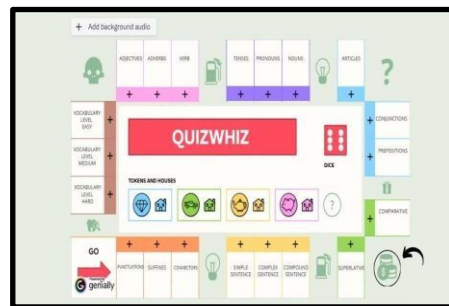 + Add background audio
ADJECTIVES
ADVERBS
VERB
TENSES
PRONOUNS
NOUNS
ARTICLES
?
+ + + + + + +
VOCABULARY
LEVEL
EASY
+
VOCABULARY
LEVEL
MEDIUM
+
VOCABULARY
LEVEL
HARD
+
QUIZWHIZ
DICE
TOKENS AND HOUSES
?
+ CONJUNCTIONS
+ PREPOSITIONS
+ COMPARATIVE
GO
genially
+ + + + + + +
PUNCTUATIONS
SUFFIXES
CONNECTORS
SIMPLE
SENTENCE
COMPLEX
SENTENCE
COMPOUND
SENTENCE
SUPERLATIVE